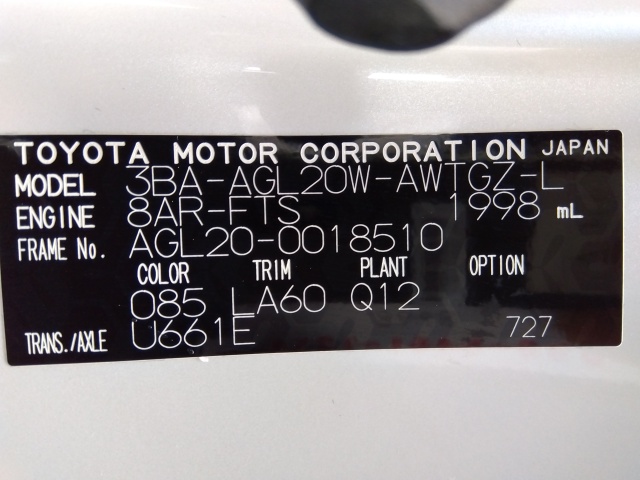 TOYOTA MOTOR CORPORATION JAPAN
MODEL 3BA-AGL20W-AWTGZ-L
ENGINE 8AR-FTS 1998 mL
FRAME No. AGL20-0018510
COLOR TRIM PLANT OPTION
085 LA60 Q12
TRANS./AXLE U661E 727